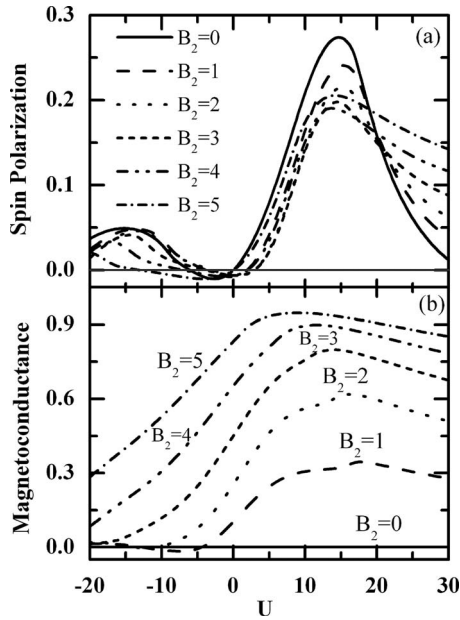 (a)
B₂=0
B₂=1
B₂=2
B₂=3
B₂=4
B₂=5
Spin Polarization
0.3
0.2
0.1
0.0
(b)
Magnetoconductance
0.9
0.6
0.3
0.0
B₂=5
B₂=4
B₂=3
B₂=2
B₂=1
B₂=0
-20 -10 0 10 20 30
U